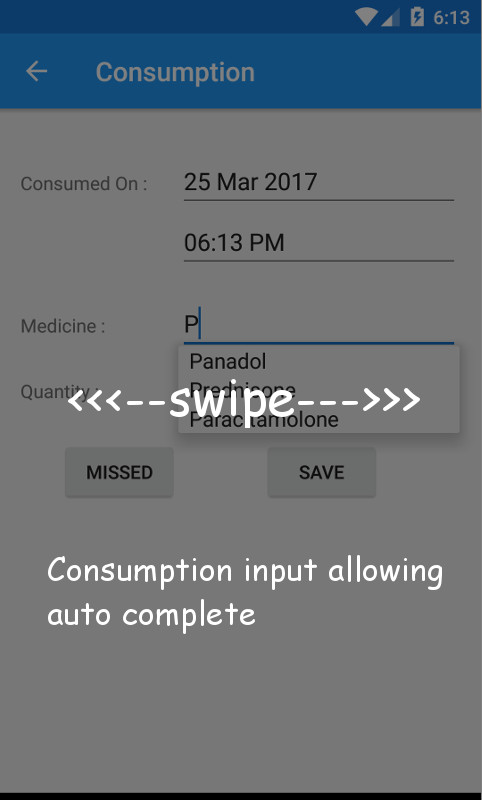 6:13
Consumption
Consumed On : 25 Mar 2017
06:13 PM
Medicine : P
Panadol
Quantity : Prednisone
<<<--swipe--->>>
Paracitamolone
MISSED SAVE
Consumption input allowing
auto complete